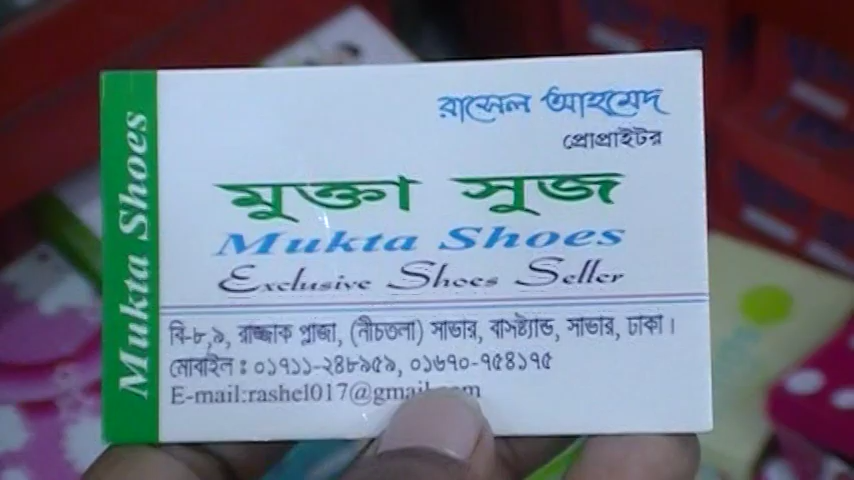 Mukta Shoes
রাসেল আহমেদ
প্রোপ্রাইটর
মুক্তা সুজ
Mukta Shoes
Exclusive Shoes Seller
বি-৮,৯, রাজ্জাক প্লাজা, (নীচতলা) সাভার, বাসষ্ট্যান্ড, সাভার, ঢাকা।
মোবাইল : ০১৭১১-২৪৮৯৫৯, ০১৬৭০-৭৫৪১৭৫
E-mail:rashel017@gmail.com